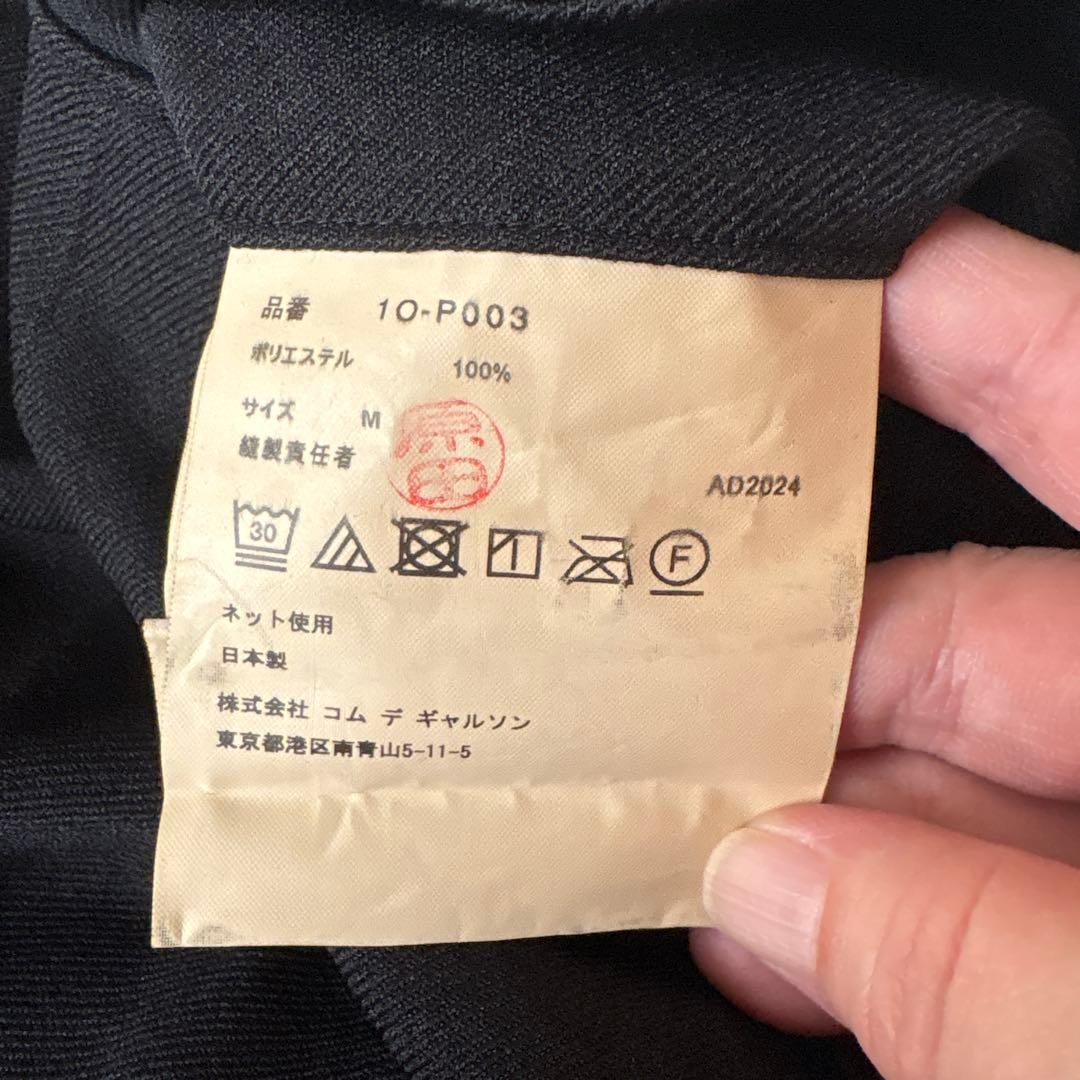 品番 10-P003
ポリエステル 100%
サイズ M
縫製責任者
AD2024
30
F
ネット使用
日本製
株式会社 コム デ ギャルソン
東京都港区南青山5-11-5